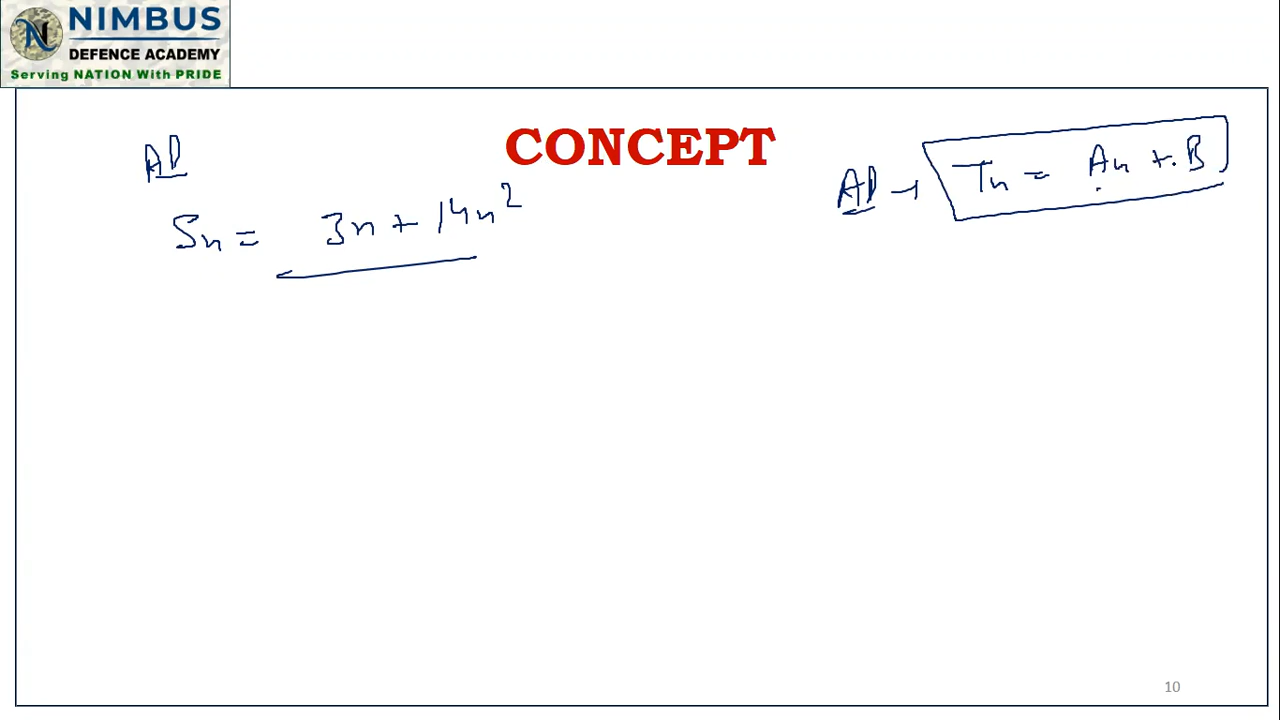 NIMBUS
DEFENCE ACADEMY
Serving NATION With PRIDE
CONCEPT
AP
Sn = 3n + 14n²
AP → Tn = An + B
10